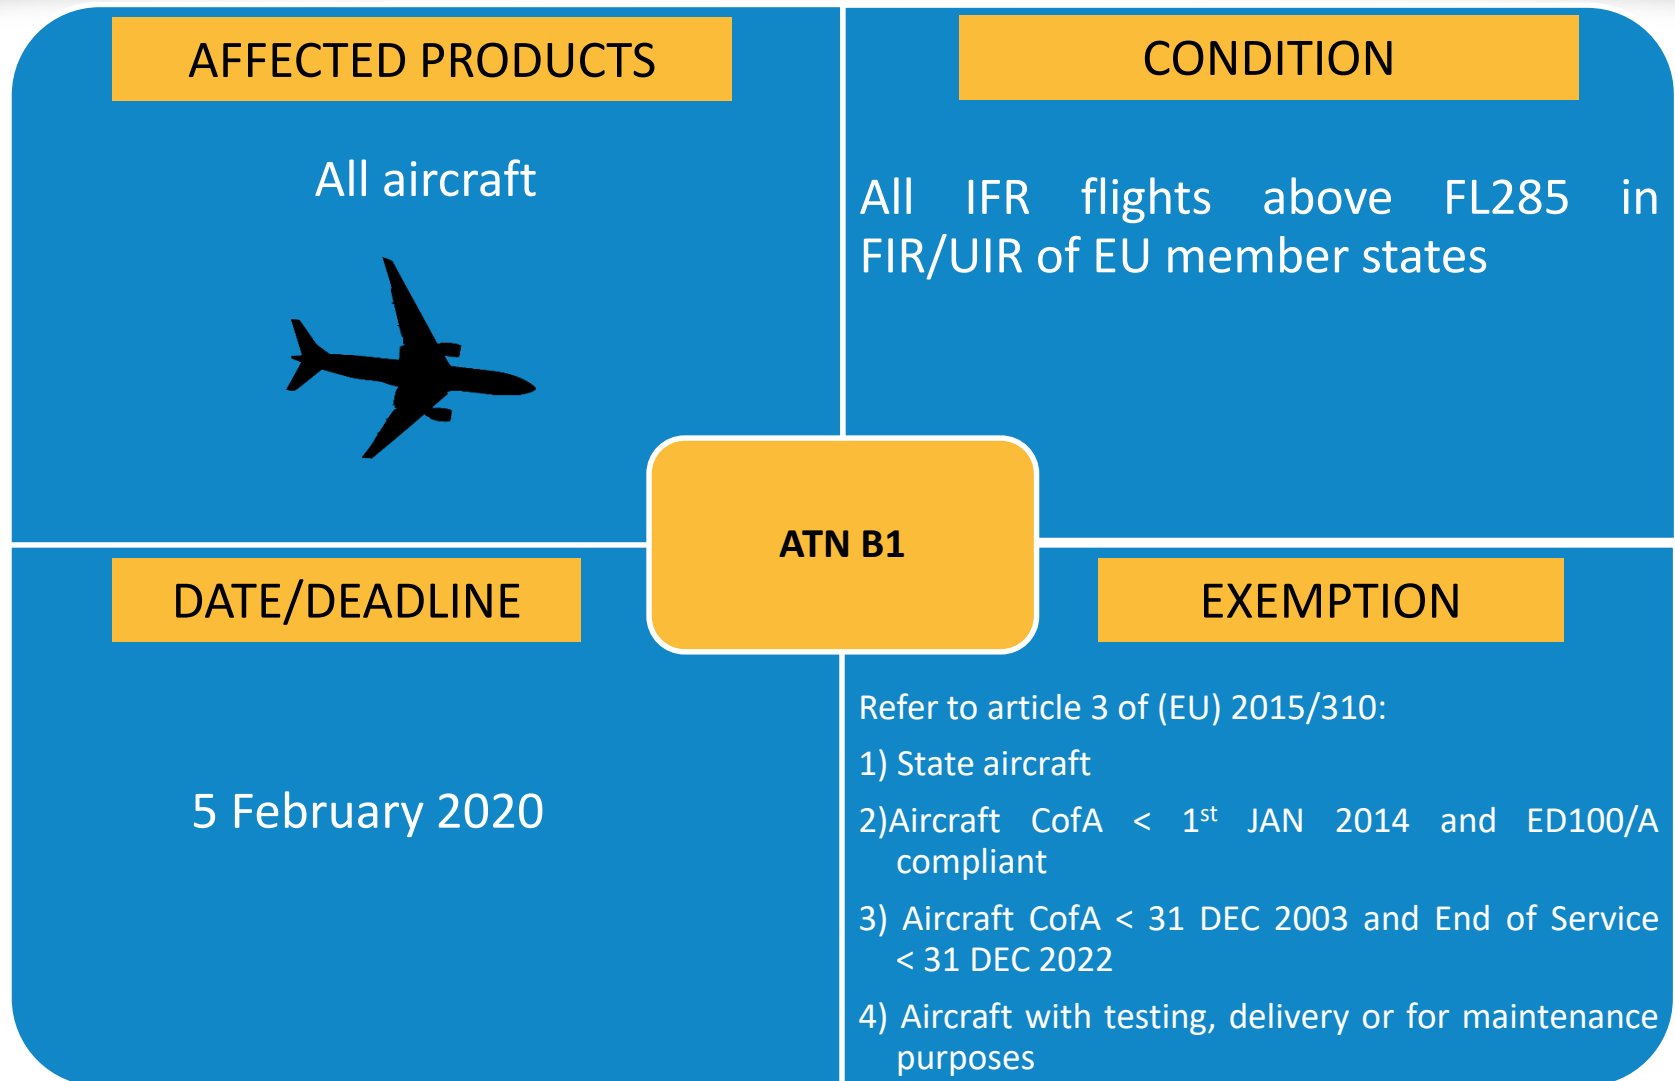 AFFECTED PRODUCTS
All aircraft
CONDITION
All IFR flights above FL285 in
FIR/UIR of EU member states
ATN B1
DATE/DEADLINE
5 February 2020
EXEMPTION
Refer to article 3 of (EU) 2015/310:
1) State aircraft
2)Aircraft CofA < 1st JAN 2014 and ED100/A
compliant
3) Aircraft CofA < 31 DEC 2003 and End of Service
< 31 DEC 2022
4) Aircraft with testing, delivery or for maintenance
purposes